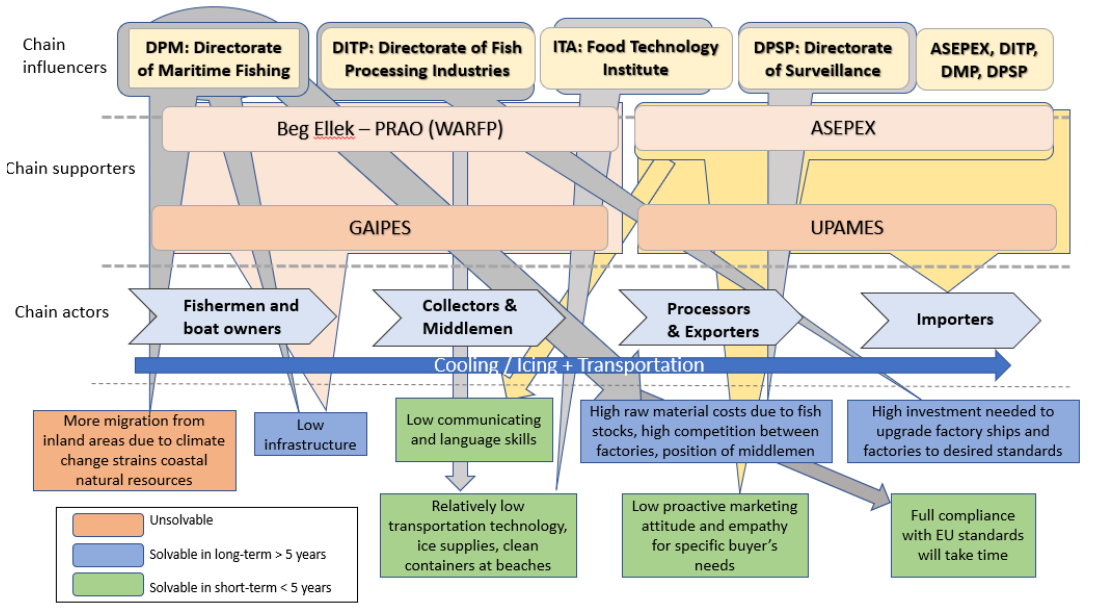 Chain
influencers
DPM: Directorate
of Maritime Fishing
DITP: Directorate of Fish
Processing Industries
ITA: Food Technology
Institute
DPSP: Directorate
of Surveillance
ASEPEX, DITP,
DMP, DPSP
Chain supporters
Beg Ellek – PRAO (WARFP)
ASEPEX
GAIPES
UPAMES
Chain actors
Fishermen and
boat owners
Collectors &
Middlemen
Processors
& Exporters
Importers
Cooling / Icing + Transportation
More migration from
inland areas due to climate
change strains coastal
natural resources
Low
infrastructure
Low communicating
and language skills
High raw material costs due to fish
stocks, high competition between
factories, position of middlemen
High investment needed to
upgrade factory ships and
factories to desired standards
Relatively low
transportation technology,
ice supplies, clean
containers at beaches
Low proactive marketing
attitude and empathy
for specific buyer's
needs
Full compliance
with EU standards
will take time
Unsolvable
Solvable in long-term > 5 years
Solvable in short-term < 5 years